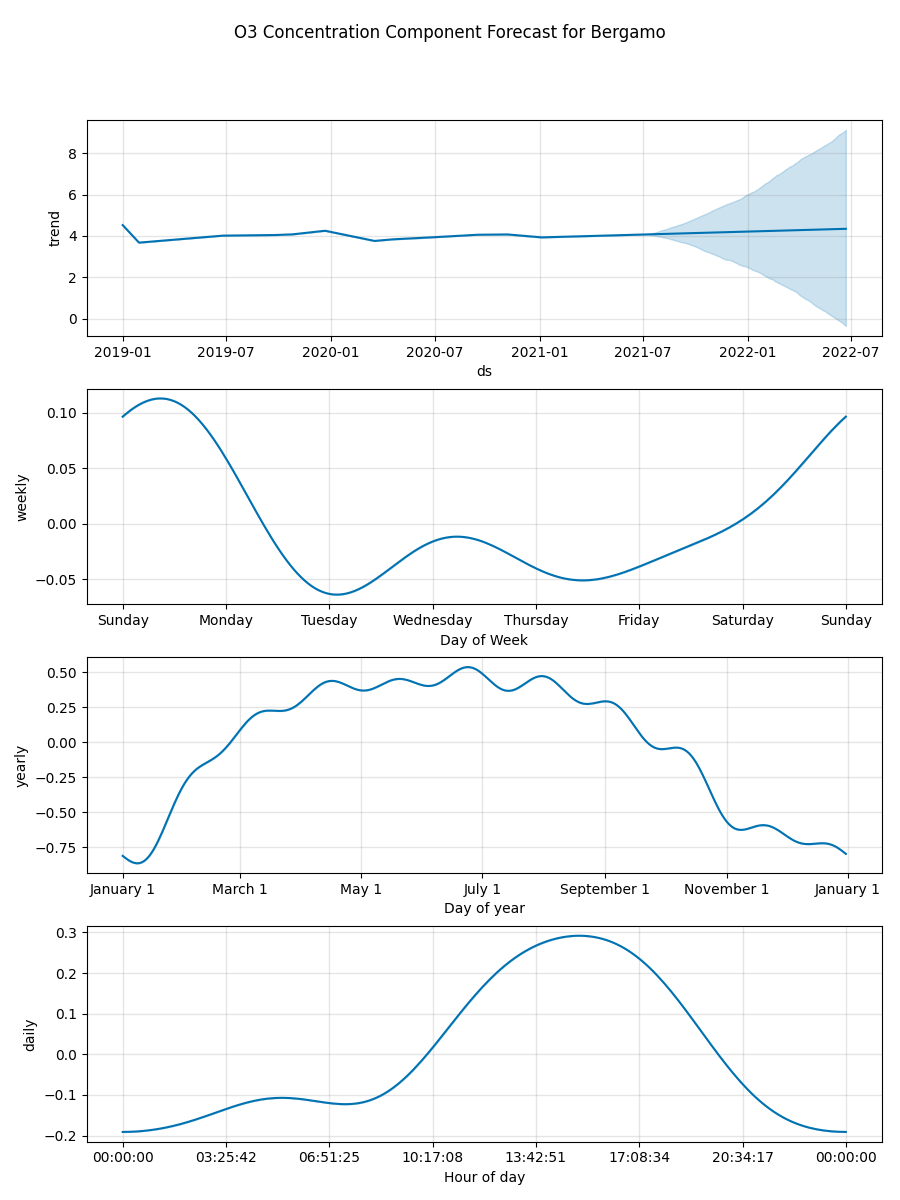 O3 Concentration Component Forecast for Bergamo
8
6
4
2
0
trend
2019-01 2019-07 2020-01 2020-07 2021-01 2021-07 2022-01 2022-07
ds
0.10
0.05
0.00
−0.05
weekly
Sunday Monday Tuesday Wednesday Thursday Friday Saturday Sunday
Day of Week
0.50
0.25
0.00
−0.25
−0.50
−0.75
yearly
January 1 March 1 May 1 July 1 September 1 November 1 January 1
Day of year
0.3
0.2
0.1
0.0
−0.1
−0.2
daily
00:00:00 03:25:42 06:51:25 10:17:08 13:42:51 17:08:34 20:34:17 00:00:00
Hour of day